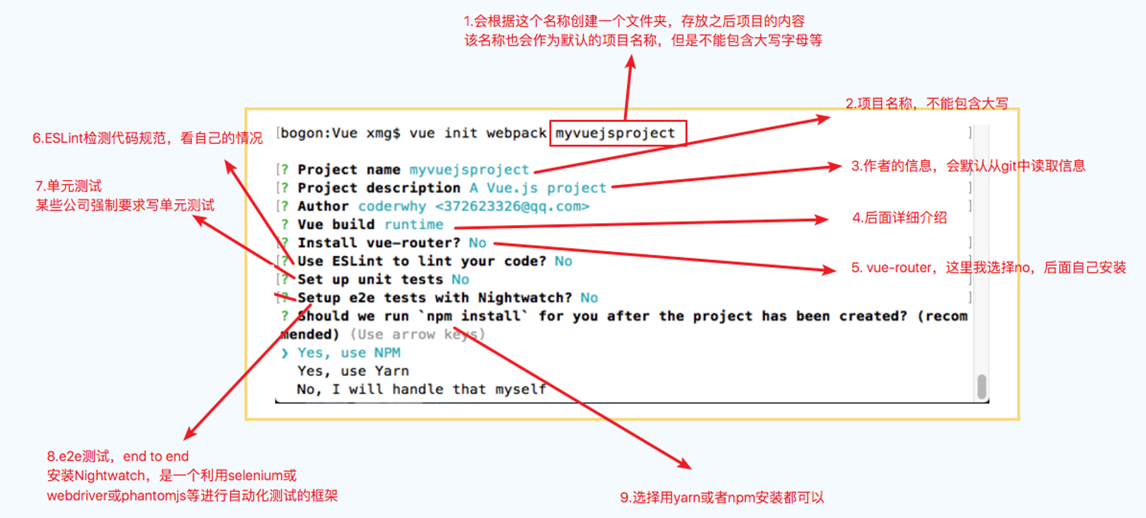 1.会根据这个名称创建一个文件夹，存放之后项目的内容
该名称也会作为默认的项目名称，但是不能包含大写字母等
2.项目名称，不能包含大写
[bogon:Vue xmg$ vue init webpack myvuejsproject ]
6.ESLint检测代码规范，看自己的情况
3.作者的信息，会默认从git中读取信息
[? Project name myvuejsproject ]
7.单元测试
某些公司强制要求写单元测试
[? Project description A Vue.js project ]
[? Author coderwhy <372623326@qq.com> ]
4.后面详细介绍
? Vue build runtime
[? Install vue-router? No ]
5. vue-router，这里我选择no，后面自己安装
[? Use ESLint to lint your code? No ]
[? Set up unit tests No ]
[? Setup e2e tests with Nightwatch? No ]
? Should we run `npm install` for you after the project has been created? (recom
mended) (Use arrow keys)
❯ Yes, use NPM
Yes, use Yarn
No, I will handle that myself
8.e2e测试，end to end
安装Nightwatch，是一个利用selenium或
webdriver或phantomjs等进行自动化测试的框架
9.选择用yarn或者npm安装都可以